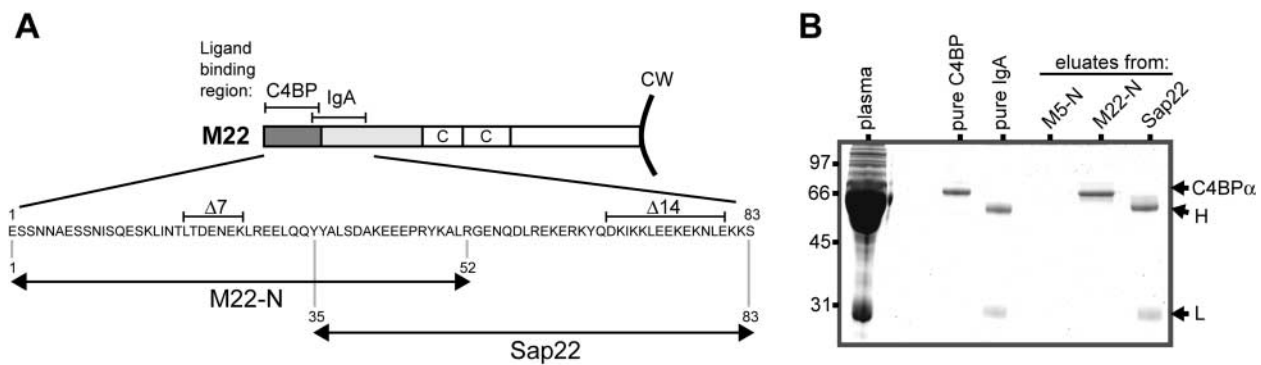 A
Ligand
binding
region:
C4BP
IgA
CW
M22
C
C
1
Δ7
Δ14
83
ESSNNAESSNISQESKLINTLTDENEKLREELQQYYALSDAKEEEPRYKALRGENQDLREKERKYQDKIKKLEEKEKNLEKKS
1
52
M22-N
35
83
Sap22
B
plasma
pure C4BP
pure IgA
eluates from:
M5-N
M22-N
Sap22
97
66
45
31
C4BPα
H
L